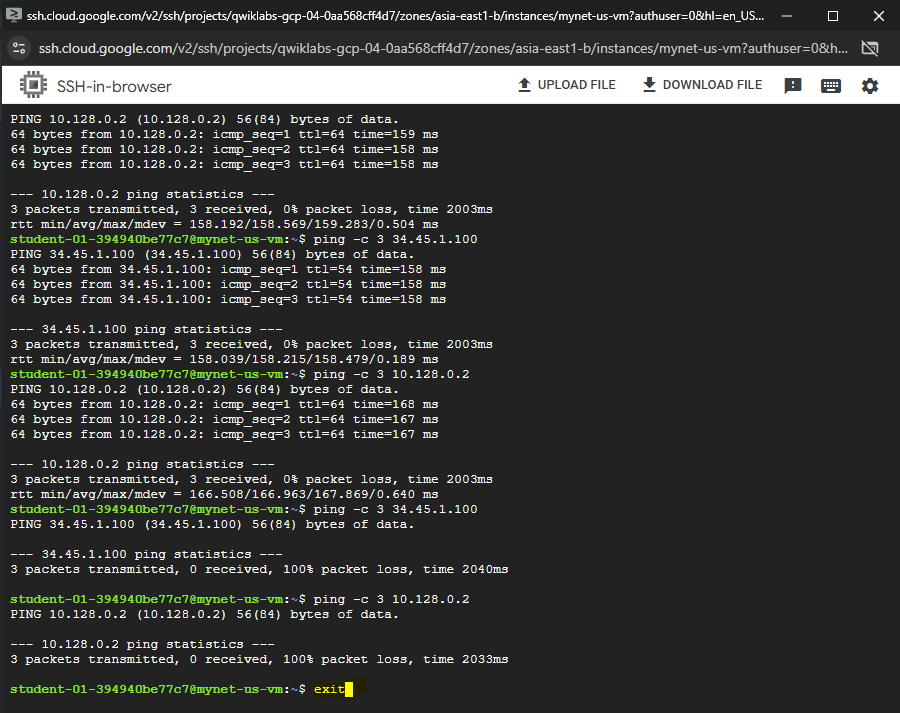 ssh.cloud.google.com/v2/ssh/projects/qwiklabs-gcp-04-0aa568cff4d7/zones/asia-east1-b/instances/mynet-us-vm?authuser=0&hl=en_US...
ssh.cloud.google.com/v2/ssh/projects/qwiklabs-gcp-04-0aa568cff4d7/zones/asia-east1-b/instances/mynet-us-vm?authuser=0&h...
SSH-in-browser UPLOAD FILE DOWNLOAD FILE
PING 10.128.0.2 (10.128.0.2) 56(84) bytes of data.
64 bytes from 10.128.0.2: icmp_seq=1 ttl=64 time=159 ms
64 bytes from 10.128.0.2: icmp_seq=2 ttl=64 time=158 ms
64 bytes from 10.128.0.2: icmp_seq=3 ttl=64 time=158 ms
--- 10.128.0.2 ping statistics ---
3 packets transmitted, 3 received, 0% packet loss, time 2003ms
rtt min/avg/max/mdev = 158.192/158.569/159.283/0.504 ms
student-01-394940be77c7@mynet-us-vm:~$ ping -c 3 34.45.1.100
PING 34.45.1.100 (34.45.1.100) 56(84) bytes of data.
64 bytes from 34.45.1.100: icmp_seq=1 ttl=54 time=158 ms
64 bytes from 34.45.1.100: icmp_seq=2 ttl=54 time=158 ms
64 bytes from 34.45.1.100: icmp_seq=3 ttl=54 time=158 ms
--- 34.45.1.100 ping statistics ---
3 packets transmitted, 3 received, 0% packet loss, time 2003ms
rtt min/avg/max/mdev = 158.039/158.215/158.479/0.189 ms
student-01-394940be77c7@mynet-us-vm:~$ ping -c 3 10.128.0.2
PING 10.128.0.2 (10.128.0.2) 56(84) bytes of data.
64 bytes from 10.128.0.2: icmp_seq=1 ttl=64 time=168 ms
64 bytes from 10.128.0.2: icmp_seq=2 ttl=64 time=167 ms
64 bytes from 10.128.0.2: icmp_seq=3 ttl=64 time=167 ms
--- 10.128.0.2 ping statistics ---
3 packets transmitted, 3 received, 0% packet loss, time 2003ms
rtt min/avg/max/mdev = 166.508/166.963/167.869/0.640 ms
student-01-394940be77c7@mynet-us-vm:~$ ping -c 3 34.45.1.100
PING 34.45.1.100 (34.45.1.100) 56(84) bytes of data.
--- 34.45.1.100 ping statistics ---
3 packets transmitted, 0 received, 100% packet loss, time 2040ms
student-01-394940be77c7@mynet-us-vm:~$ ping -c 3 10.128.0.2
PING 10.128.0.2 (10.128.0.2) 56(84) bytes of data.
--- 10.128.0.2 ping statistics ---
3 packets transmitted, 0 received, 100% packet loss, time 2033ms
student-01-394940be77c7@mynet-us-vm:~$ exit